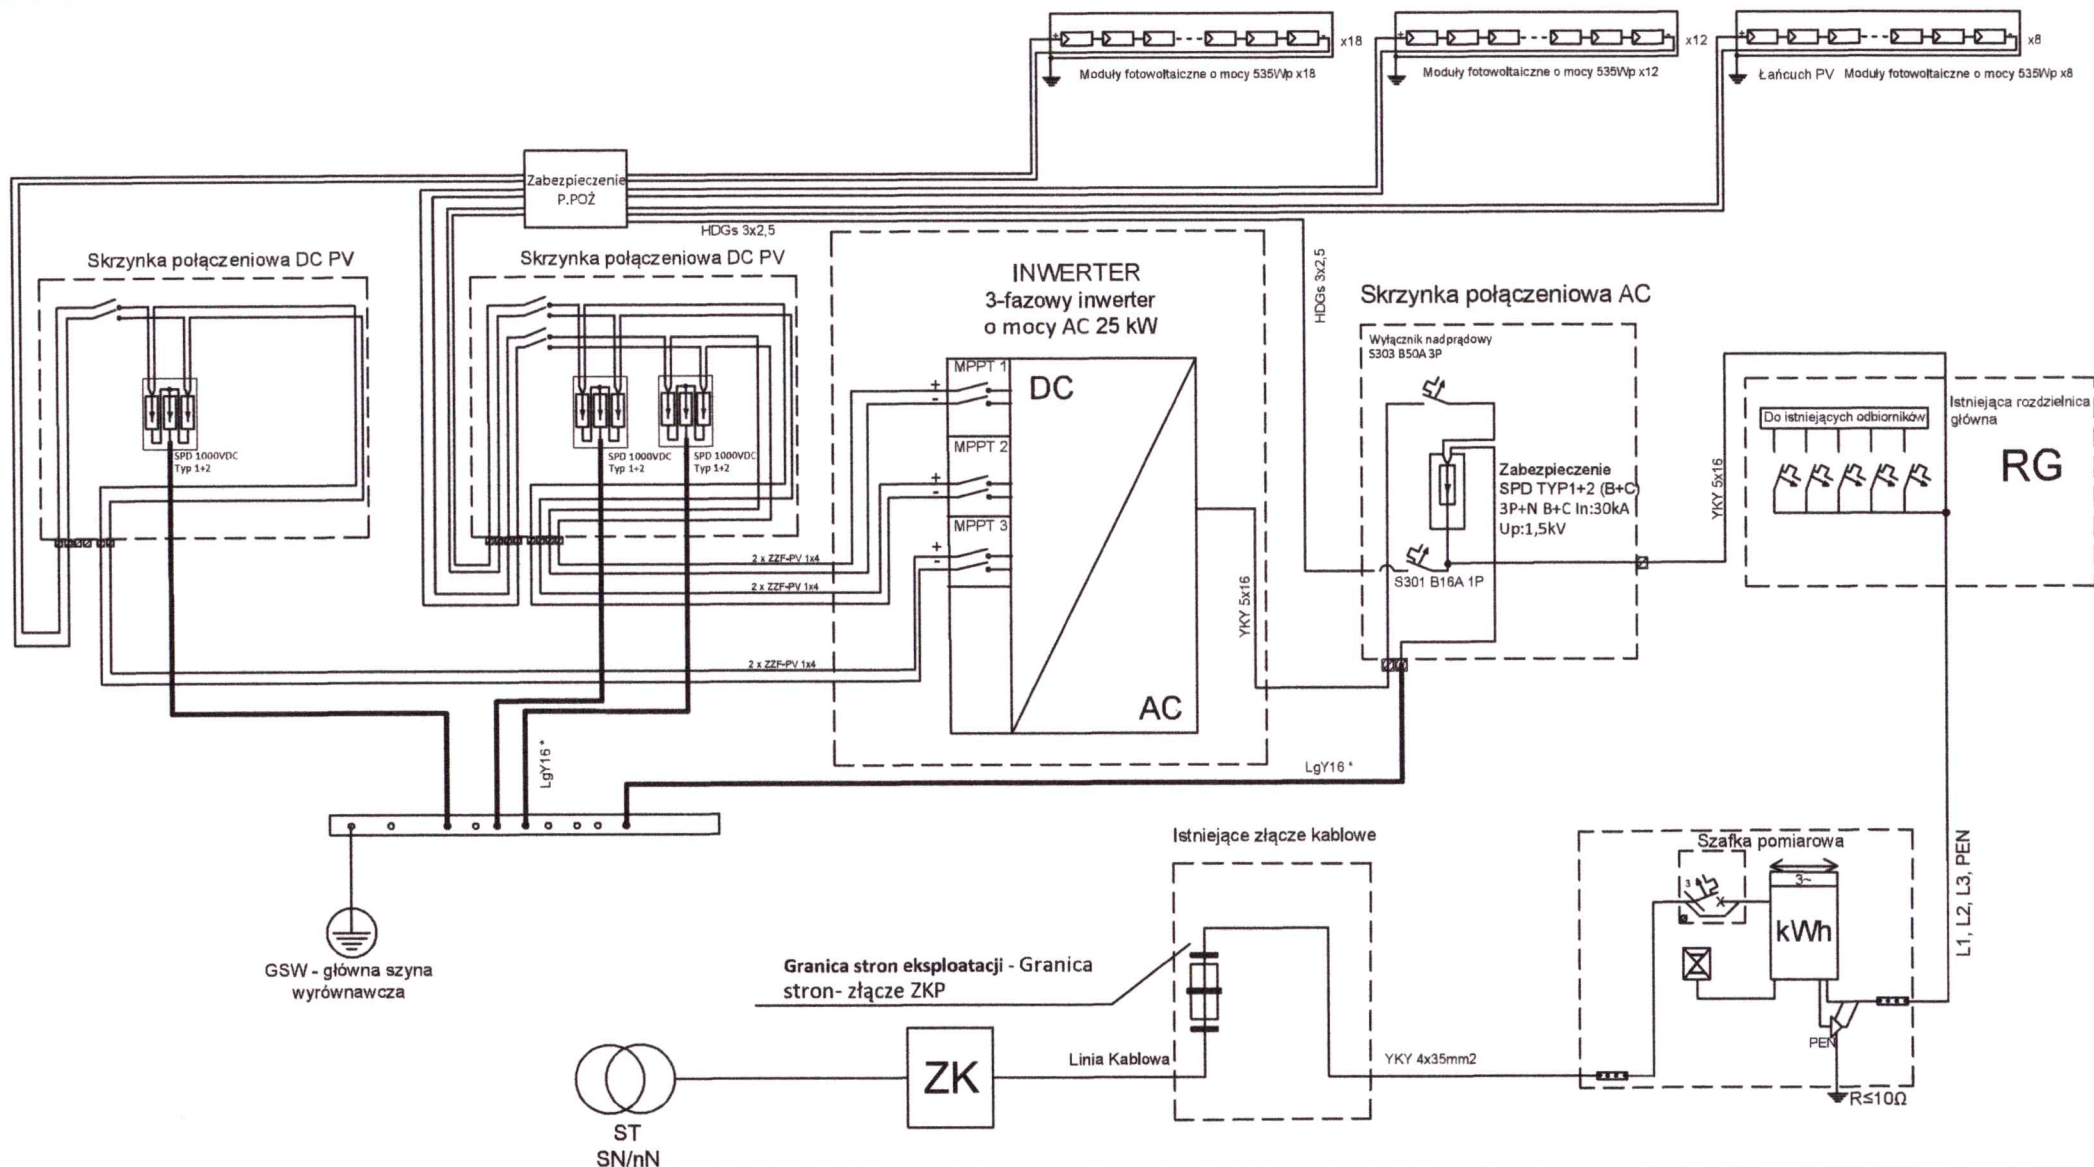 x18
x12
x8
Moduły fotowoltaiczne o mocy 535Wp x18
Moduły fotowoltaiczne o mocy 535Wp x12
Łańcuch PV Moduły fotowoltaiczne o mocy 535Wp x8
Zabezpieczenie
P.POŻ
HDGs 3x2,5
HDGs 3x2,5
Skrzynka połączeniowa DC PV
SPD 1000VDC
Typ 1+2
Skrzynka połączeniowa DC PV
SPD 1000VDC
Typ 1+2
SPD 1000VDC
Typ 1+2
INWERTER
3-fazowy inwerter
o mocy AC 25 kW
MPPT 1
+
-
MPPT 2
+
-
MPPT 3
+
-
DC
AC
2 x ZZF-PV 1x4
2 x ZZF-PV 1x4
2 x ZZF-PV 1x4
YKY 5x16
Skrzynka połączeniowa AC
Wyłącznik nadprądowy
S303 B50A 3P
Zabezpieczenie
SPD TYP1+2 (B+C)
3P+N B+C In:30kA
Up:1,5kV
S301 B16A 1P
YKY 5x16
Do istniejących odbiorników
Istniejąca rozdzielnica
główna
RG
LgY16 *
LgY16 *
GSW - główna szyna
wyrównawcza
Istniejące złącze kablowe
Granica stron eksploatacji - Granica
stron- złącze ZKP
ST
SN/nN
ZK
Linia Kablowa
YKY 4x35mm2
Szafka pomiarowa
3
3~
kWh
PEN
R≤10Ω
L1, L2, L3, PEN